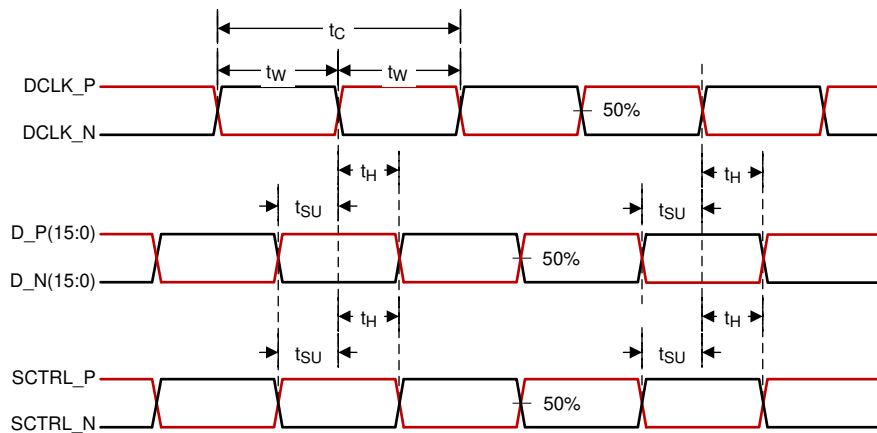 tC
tW tW
DCLK_P
50%
DCLK_N
tH tH
tSU tSU
D_P(15:0)
50%
D_N(15:0)
tH tH
tSU tSU
SCTRL_P
50%
SCTRL_N